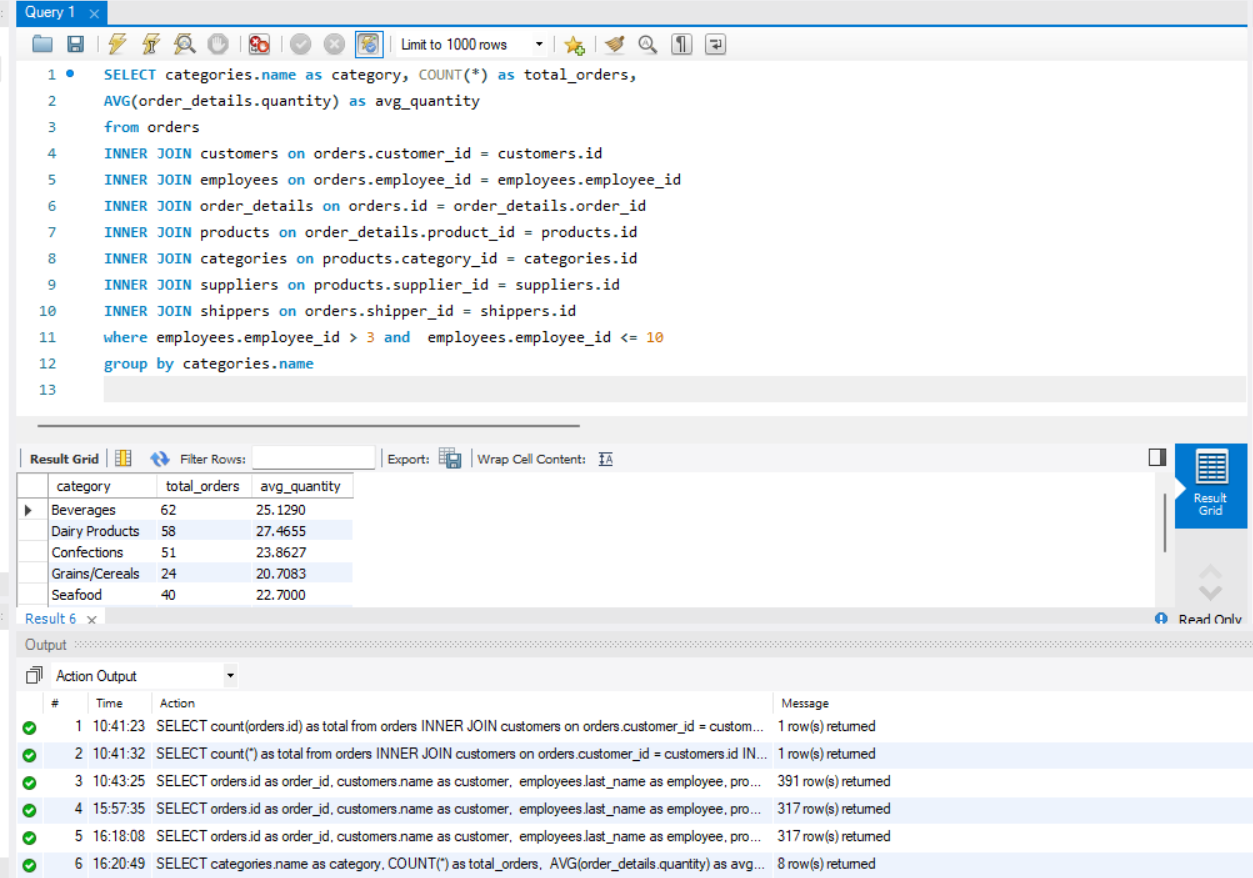 Query 1
Limit to 1000 rows
1 SELECT categories.name as category, COUNT(*) as total_orders,
2 AVG(order_details.quantity) as avg_quantity
3 from orders
4 INNER JOIN customers on orders.customer_id = customers.id
5 INNER JOIN employees on orders.employee_id = employees.employee_id
6 INNER JOIN order_details on orders.id = order_details.order_id
7 INNER JOIN products on order_details.product_id = products.id
8 INNER JOIN categories on products.category_id = categories.id
9 INNER JOIN suppliers on products.supplier_id = suppliers.id
10 INNER JOIN shippers on orders.shipper_id = shippers.id
11 where employees.employee_id > 3 and  employees.employee_id <= 10
12 group by categories.name
13
Result Grid Filter Rows: Export: Wrap Cell Content:
category total_orders avg_quantity
Beverages 62 25.1290
Dairy Products 58 27.4655
Confections 51 23.8627
Grains/Cereals 24 20.7083
Seafood 40 22.7000
Result
Grid
Result 6 Read Only
Output
Action Output
# Time Action Message
1 10:41:23 SELECT count(orders.id) as total from orders INNER JOIN customers on orders.customer_id = custom... 1 row(s) returned
2 10:41:32 SELECT count(*) as total from orders INNER JOIN customers on orders.customer_id = customers.id IN... 1 row(s) returned
3 10:43:25 SELECT orders.id as order_id, customers.name as customer,  employees.last_name as employee, pro... 391 row(s) returned
4 15:57:35 SELECT orders.id as order_id, customers.name as customer,  employees.last_name as employee, pro... 317 row(s) returned
5 16:18:08 SELECT orders.id as order_id, customers.name as customer,  employees.last_name as employee, pro... 317 row(s) returned
6 16:20:49 SELECT categories.name as category, COUNT(*) as total_orders,  AVG(order_details.quantity) as avg... 8 row(s) returned